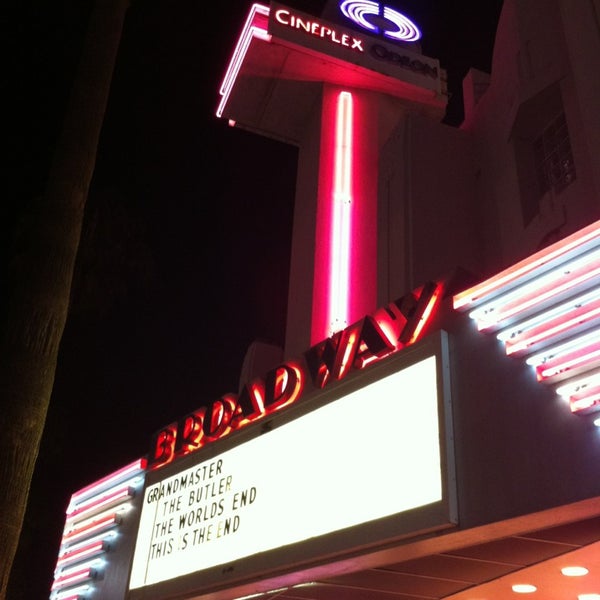 CINEPLEX
ODEON
BROADWAY
GRANDMASTER
THE BUTLER
THE WORLDS END
THIS IS THE END